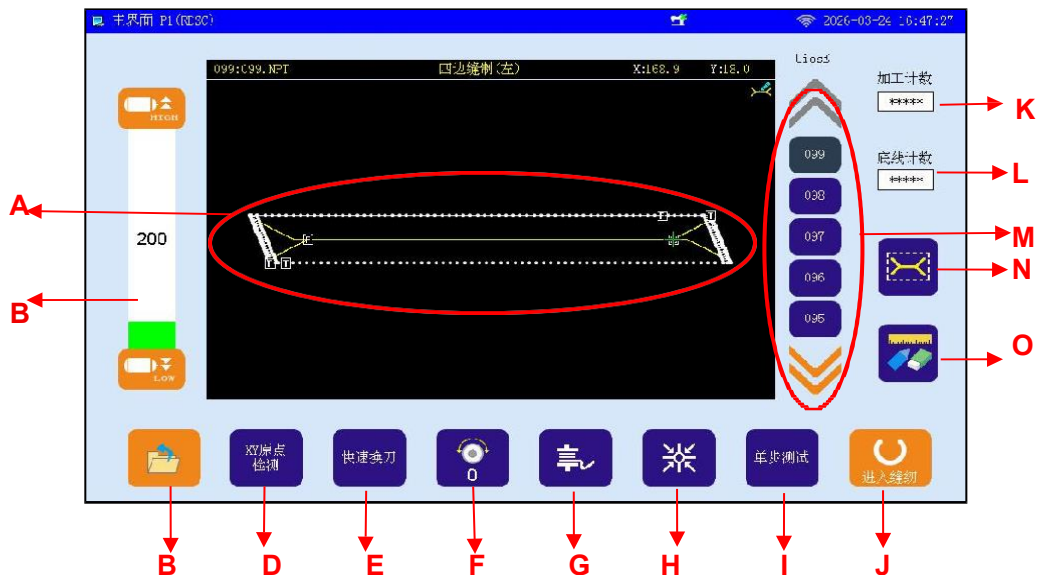 主界面 P1(RDSC)
2026-03-24 16:47:27
099:C99.NPT 四边缝制(左) X:168.9 Y:18.0
HIGH
200
LOW
099
098
097
096
095
加工计数
*****
底线计数
*****
A
B
K
L
M
N
O
XY原点
检测
快速换刀
0
单步测试
进入缝纫
B
D
E
F
G
H
I
J